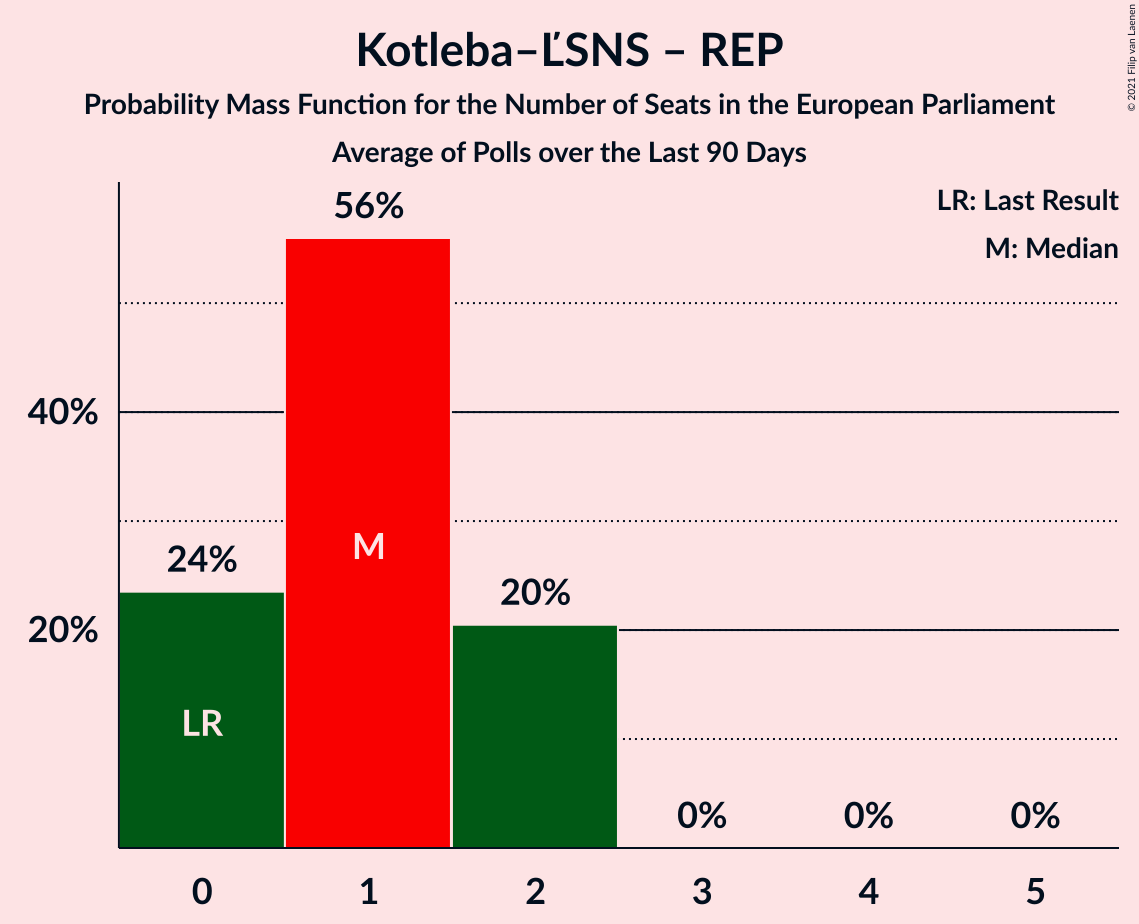 Kotleba–ĽSNS – REP
Probability Mass Function for the Number of Seats in the European Parliament
Average of Polls over the Last 90 Days
© 2021 Filip van Laenen
LR: Last Result
M: Median
56%
40%
M
24%
20%
20%
LR
0%
0%
0%
0
1
2
3
4
5